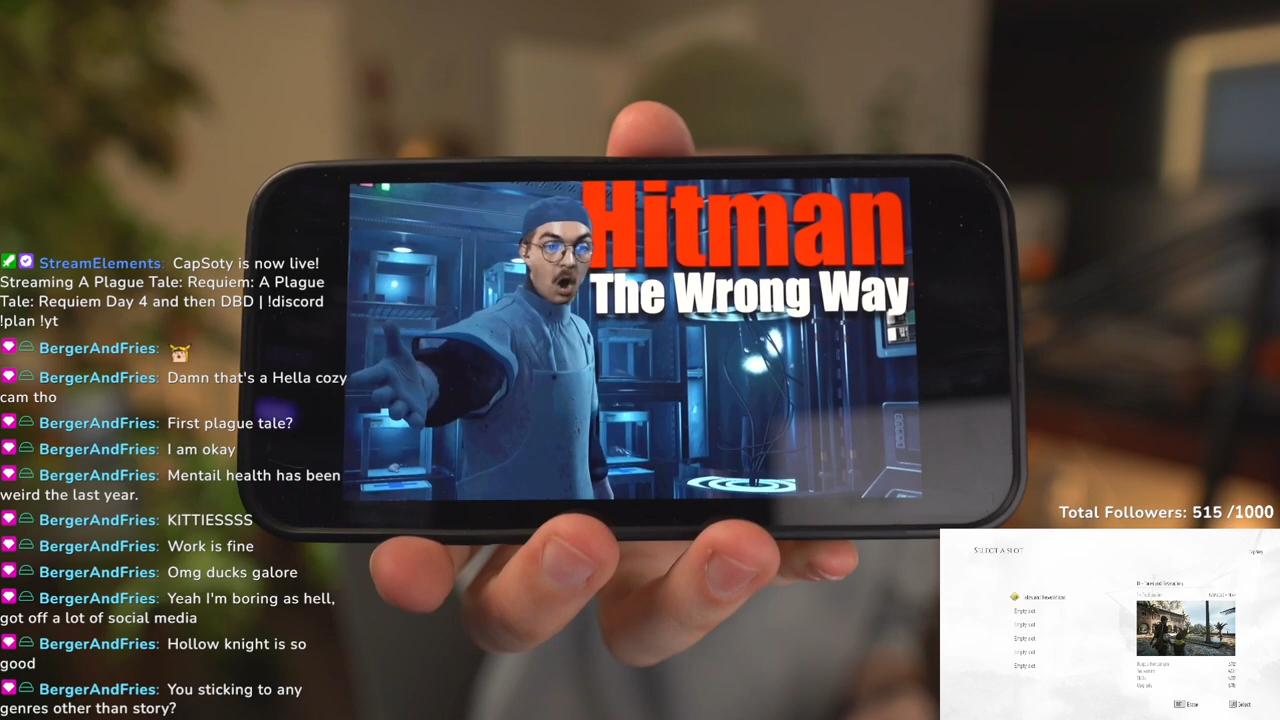 Hitman
The Wrong Way
StreamElements: CapSoty is now live!
Streaming A Plague Tale: Requiem: A Plague
Tale: Requiem Day 4 and then DBD | !discord
!plan !yt
BergerAndFries:
BergerAndFries: Damn that's a Hella cozy
cam tho
BergerAndFries: First plague tale?
BergerAndFries: I am okay
BergerAndFries: Mentail health has been
weird the last year.
BergerAndFries: KITTIESSSS
BergerAndFries: Work is fine
BergerAndFries: Omg ducks galore
BergerAndFries: Yeah I'm boring as hell,
got off a lot of social media
BergerAndFries: Hollow knight is so
good
BergerAndFries: You sticking to any
genres other than story?
Total Followers: 515 /1000
SELECT A SLOT
Empty slot
Empty slot
Empty slot
Empty slot
Empty slot
Erase
Select